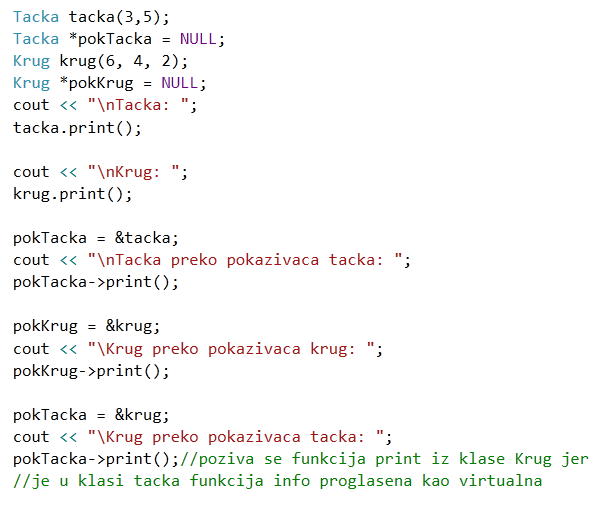 Tacka tacka(3,5);
Tacka *pokTacka = NULL;
Krug krug(6, 4, 2);
Krug *pokKrug = NULL;
cout << "\nTacka: ";
tacka.print();
cout << "\nKrug: ";
krug.print();
pokTacka = &tacka;
cout << "\nTacka preko pokazivaca tacka: ";
pokTacka->print();
pokKrug = &krug;
cout << "\Krug preko pokazivaca krug: ";
pokKrug->print();
pokTacka = &krug;
cout << "\Krug preko pokazivaca tacka: ";
pokTacka->print();//poziva se funkcija print iz klase Krug jer
//je u klasi tacka funkcija info proglasena kao virtualna